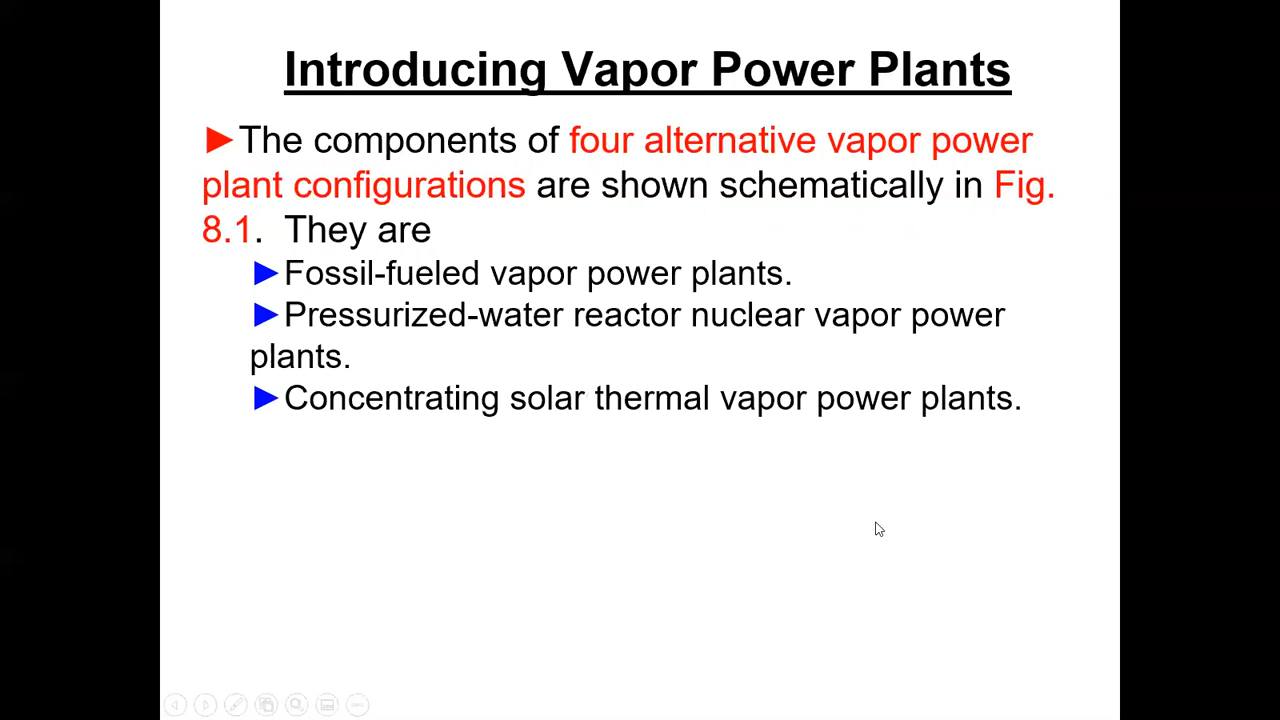 Introducing Vapor Power Plants
►The components of four alternative vapor power
plant configurations are shown schematically in Fig.
8.1. They are
►Fossil-fueled vapor power plants.
►Pressurized-water reactor nuclear vapor power
plants.
►Concentrating solar thermal vapor power plants.